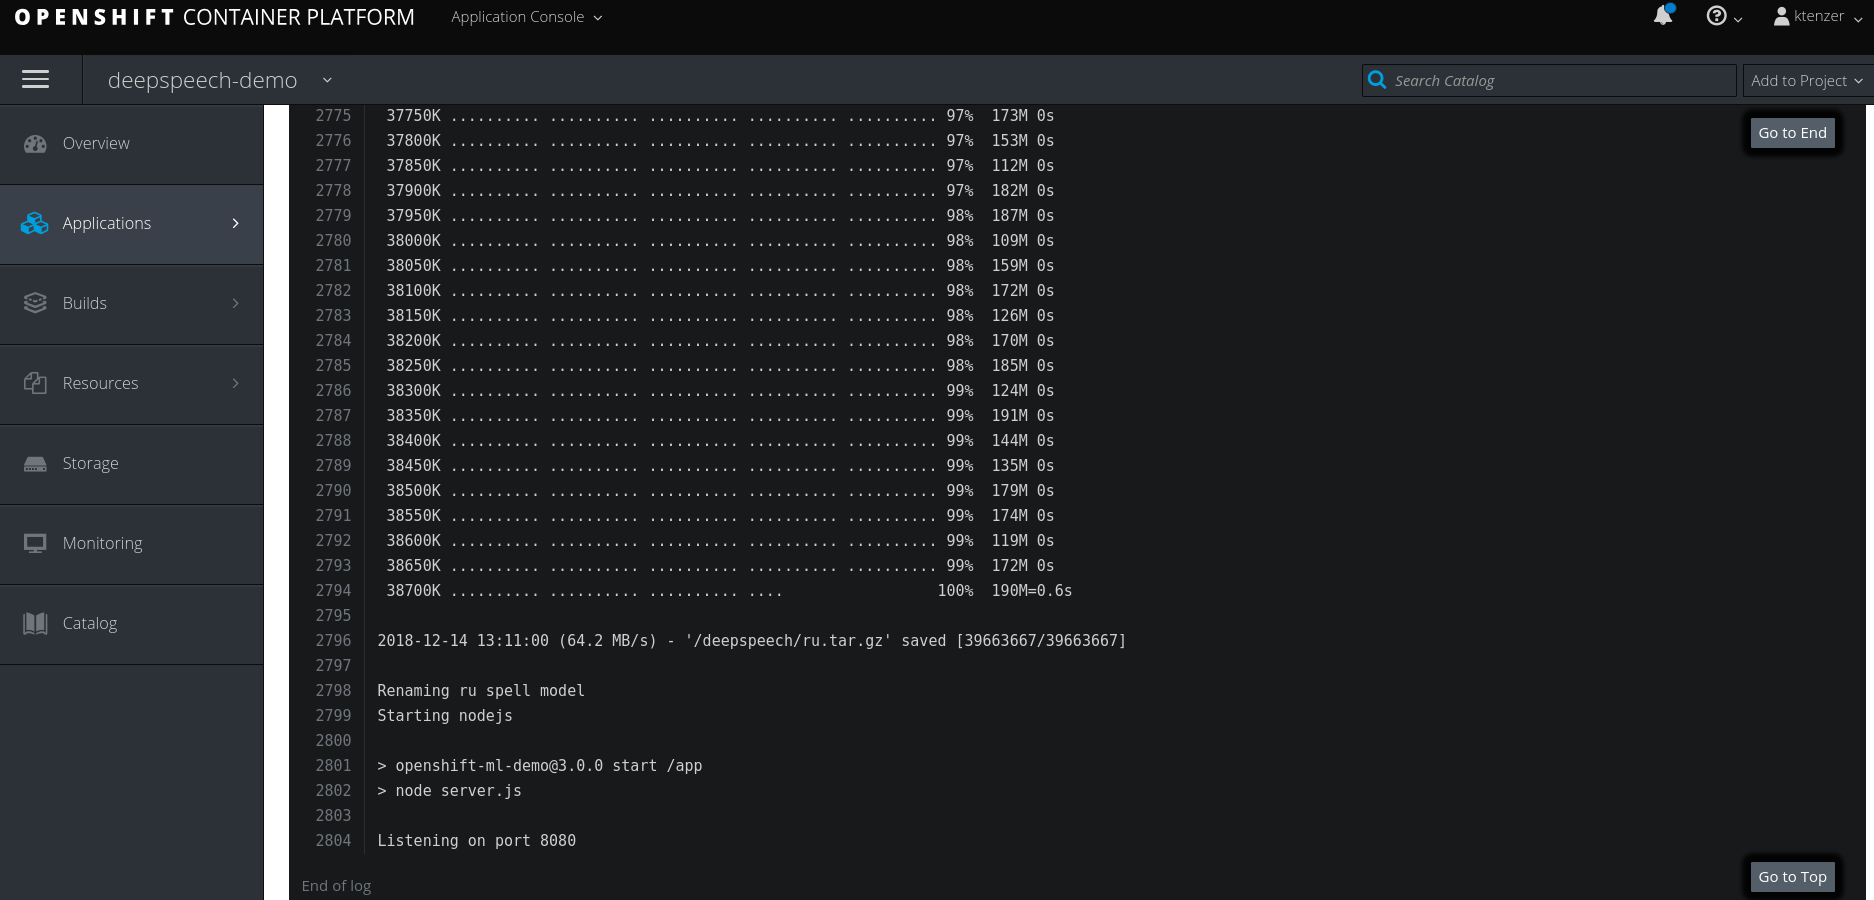 OPENSHIFT CONTAINER PLATFORM Application Console ktenzer
deepspeech-demo Search Catalog Add to Project
Overview
Applications
Builds
Resources
Storage
Monitoring
Catalog
2775 37750K .......... .......... .......... .......... .......... 97% 173M 0s
2776 37800K .......... .......... .......... .......... .......... 97% 153M 0s
2777 37850K .......... .......... .......... .......... .......... 97% 112M 0s
2778 37900K .......... .......... .......... .......... .......... 97% 182M 0s
2779 37950K .......... .......... .......... .......... .......... 98% 187M 0s
2780 38000K .......... .......... .......... .......... .......... 98% 109M 0s
2781 38050K .......... .......... .......... .......... .......... 98% 159M 0s
2782 38100K .......... .......... .......... .......... .......... 98% 172M 0s
2783 38150K .......... .......... .......... .......... .......... 98% 126M 0s
2784 38200K .......... .......... .......... .......... .......... 98% 170M 0s
2785 38250K .......... .......... .......... .......... .......... 98% 185M 0s
2786 38300K .......... .......... .......... .......... .......... 99% 124M 0s
2787 38350K .......... .......... .......... .......... .......... 99% 191M 0s
2788 38400K .......... .......... .......... .......... .......... 99% 144M 0s
2789 38450K .......... .......... .......... .......... .......... 99% 135M 0s
2790 38500K .......... .......... .......... .......... .......... 99% 179M 0s
2791 38550K .......... .......... .......... .......... .......... 99% 174M 0s
2792 38600K .......... .......... .......... .......... .......... 99% 119M 0s
2793 38650K .......... .......... .......... .......... .......... 99% 172M 0s
2794 38700K .......... .......... .......... .... 100% 190M=0.6s
2795
2796 2018-12-14 13:11:00 (64.2 MB/s) - '/deepspeech/ru.tar.gz' saved [39663667/39663667]
2797
2798 Renaming ru spell model
2799 Starting nodejs
2800
2801 > openshift-ml-demo@3.0.0 start /app
2802 > node server.js
2803
2804 Listening on port 8080
End of log
Go to End
Go to Top